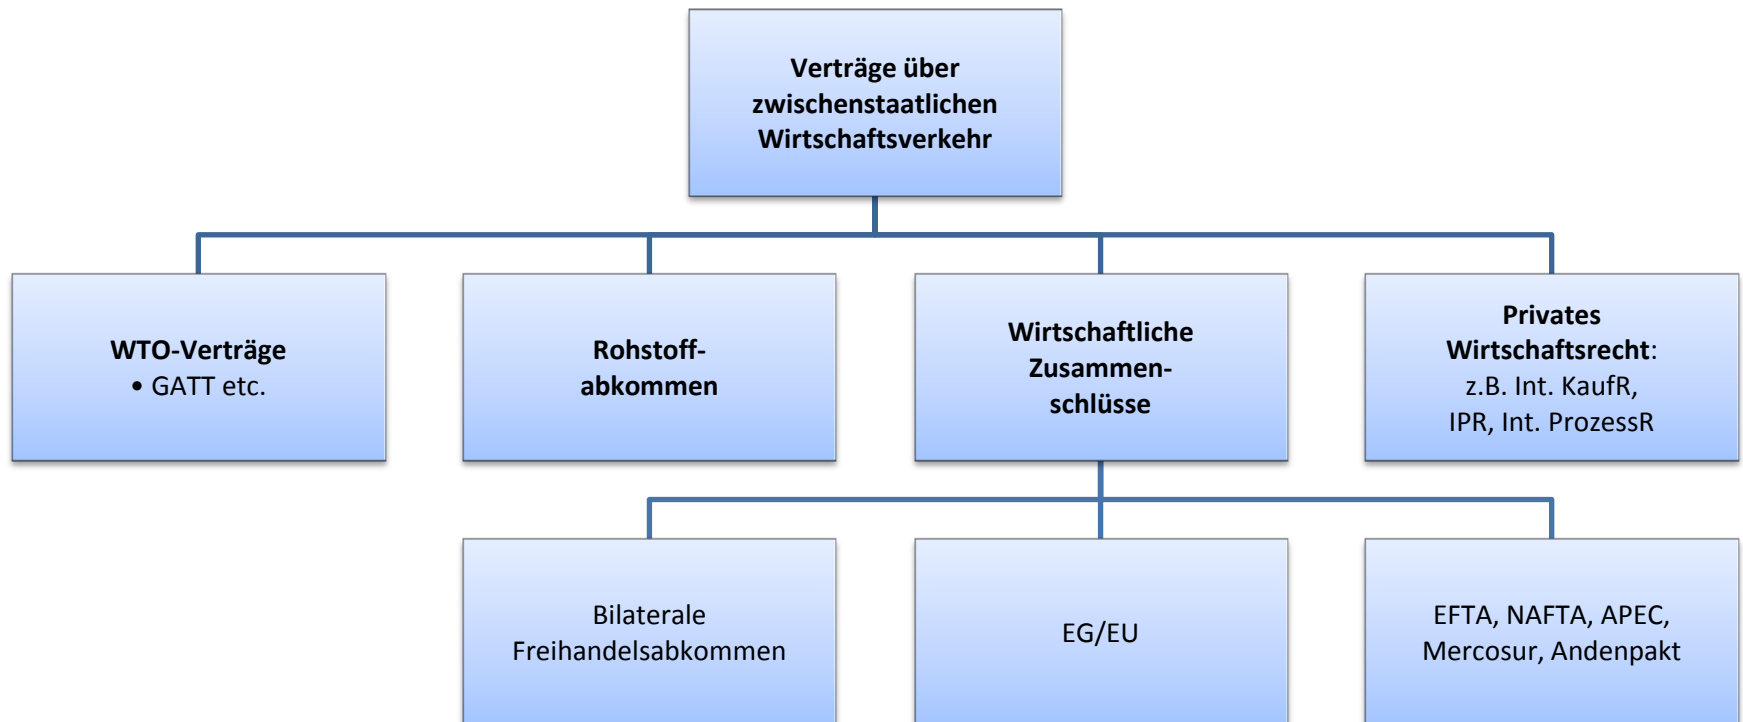 Verträge über
zwischenstaatlichen
Wirtschaftsverkehr
WTO-Verträge
• GATT etc.
Rohstoff-
abkommen
Wirtschaftliche
Zusammen-
schlüsse
Privates
Wirtschaftsrecht:
z.B. Int. KaufR,
IPR, Int. ProzessR
Bilaterale
Freihandelsabkommen
EG/EU
EFTA, NAFTA, APEC,
Mercosur, Andenpakt